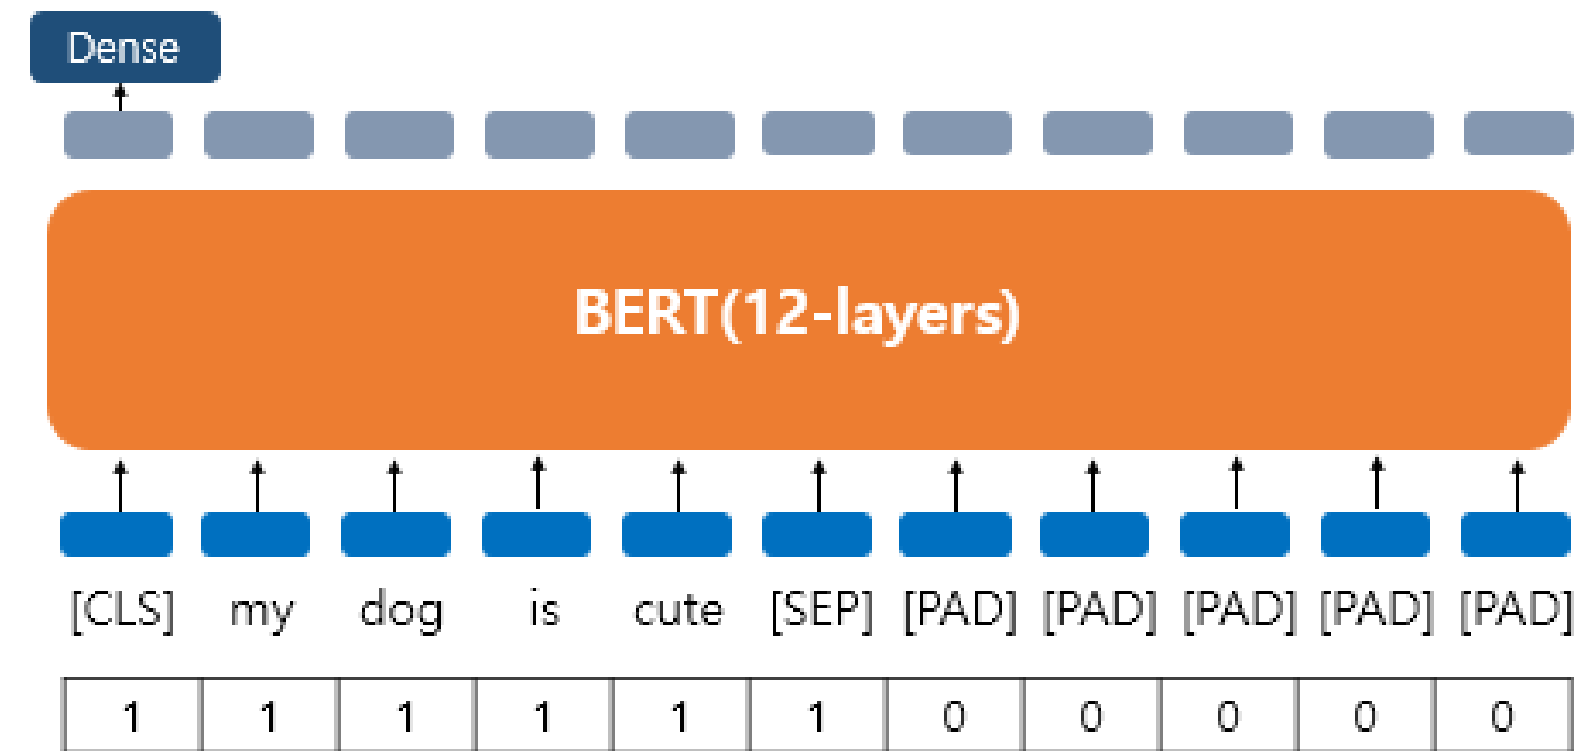 Dense
BERT(12-layers)
[CLS] my dog is cute [SEP] [PAD] [PAD] [PAD] [PAD] [PAD]
1 1 1 1 1 1 0 0 0 0 0